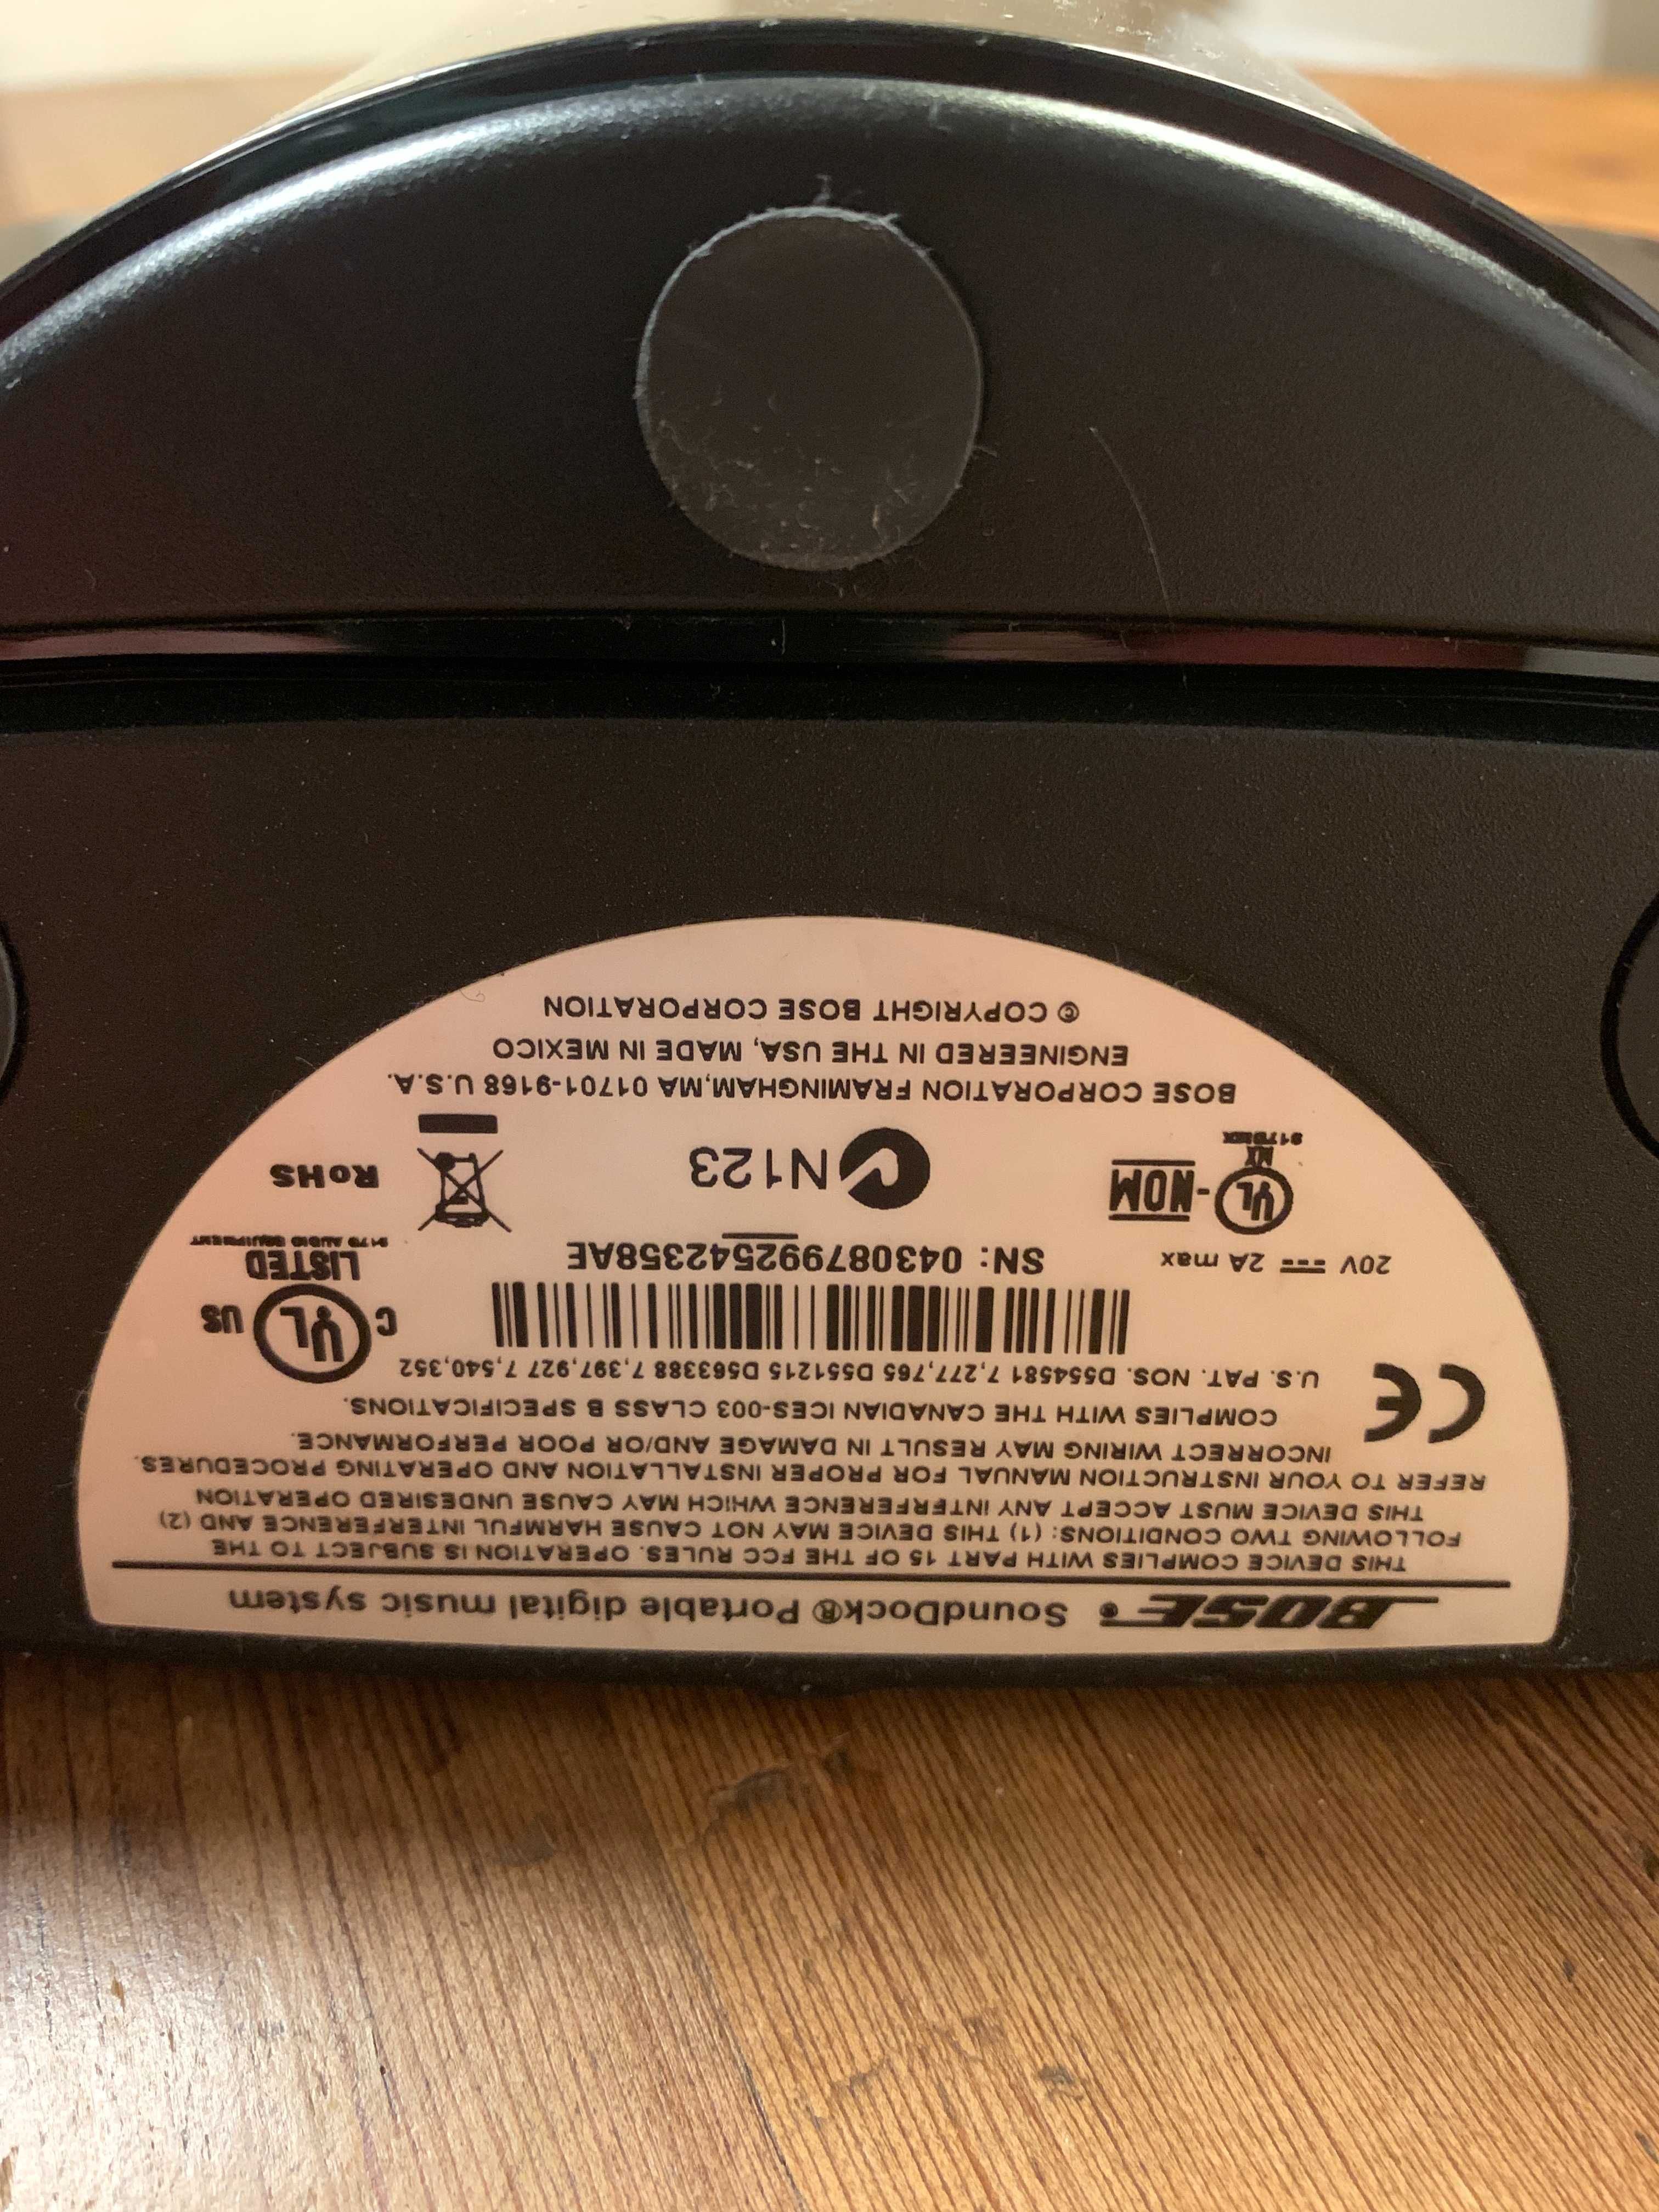 BOSE® SoundDock® Portable digital music system
THIS DEVICE COMPLIES WITH PART 15 OF THE FCC RULES. OPERATION IS SUBJECT TO THE
FOLLOWING TWO CONDITIONS: (1) THIS DEVICE MAY NOT CAUSE HARMFUL INTERFERENCE AND (2)
THIS DEVICE MUST ACCEPT ANY INTERFERENCE WHICH MAY CAUSE UNDESIRED OPERATION
REFER TO YOUR INSTRUCTION MANUAL FOR PROPER INSTALLATION AND OPERATING PROCEDURES.
INCORRECT WIRING MAY RESULT IN DAMAGE AND/OR POOR PERFORMANCE.
COMPLIES WITH THE CANADIAN ICES-003 CLASS B SPECIFICATIONS.
CE
U.S. PAT. NOS. D554581 7,277,765 D551215 D563388 7,397,927 7,540,352
C UL US
LISTED
9179 AUDIO EQUIPMENT
20V 2A max
SN: 043087992542358AE
UL-NOM
MX
N123
RoHS
BOSE CORPORATION FRAMINGHAM,MA 01701-9168 U.S.A.
ENGINEERED IN THE USA, MADE IN MEXICO
© COPYRIGHT BOSE CORPORATION